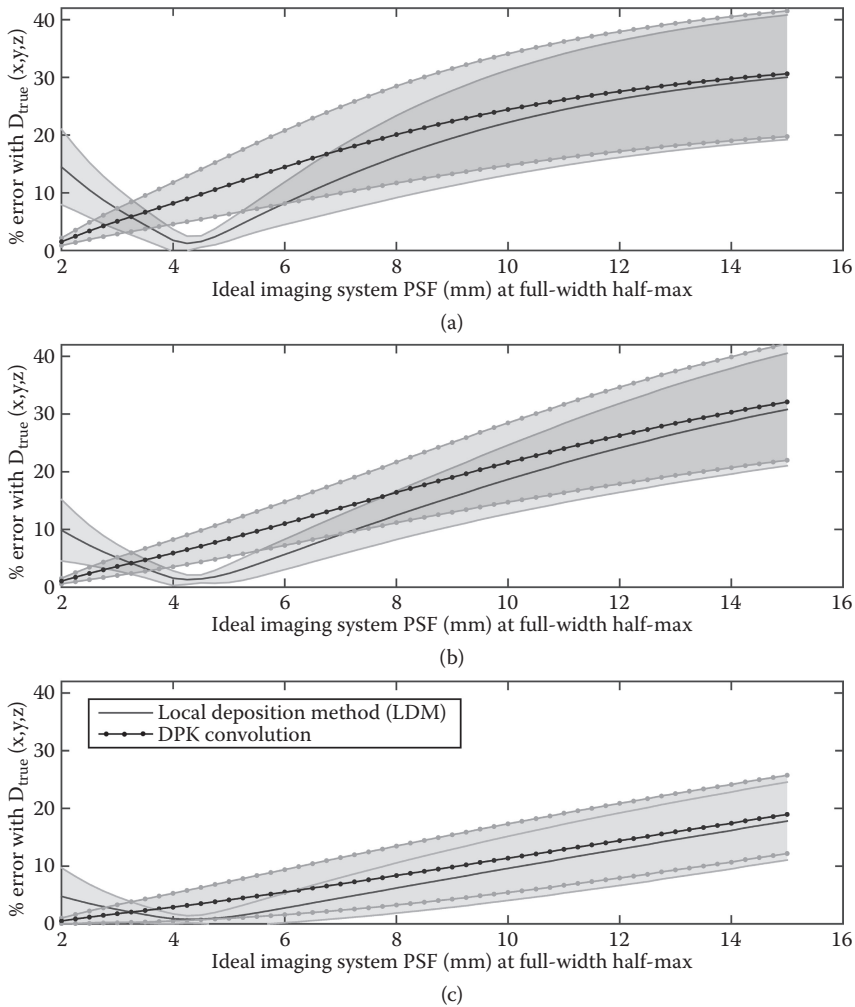 40
30
20
10
0
% error with D_true (x,y,z)
2 4 6 8 10 12 14 16
Ideal imaging system PSF (mm) at full-width half-max
(a)
40
30
20
10
0
% error with D_true (x,y,z)
2 4 6 8 10 12 14 16
Ideal imaging system PSF (mm) at full-width half-max
(b)
40
30
20
10
0
% error with D_true (x,y,z)
Local deposition method (LDM)
DPK convolution
2 4 6 8 10 12 14 16
Ideal imaging system PSF (mm) at full-width half-max
(c)